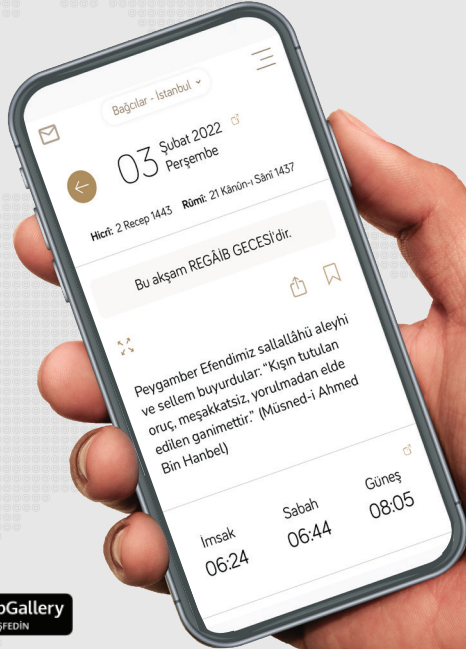 Bağcılar - İstanbul
03
Şubat 2022
Perşembe
Hicrî: 2 Recep 1443 Rûmî: 21 Kânûn-ı Sânî 1437
Bu akşam REGÂİB GECESİ'dir.
Peygamber Efendimiz sallallâhü aleyhi
ve sellem buyurdular: “Kışın tutulan
oruç, meşakkatsiz, yorulmadan elde
edilen ganimettir.” (Müsned-i Ahmed
Bin Hanbel)
İmsak Sabah Güneş
06:24 06:44 08:05
pGallery
ŞFEDİN